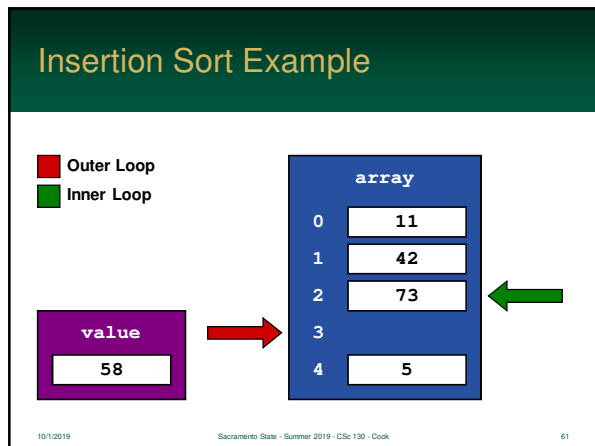 Insertion Sort Example
Outer Loop
Inner Loop
array
0 11
1 42
2 73
3
4 5
value
58
10/1/2019 Sacramento State - Summer 2019 - CSc 130 - Cook 61